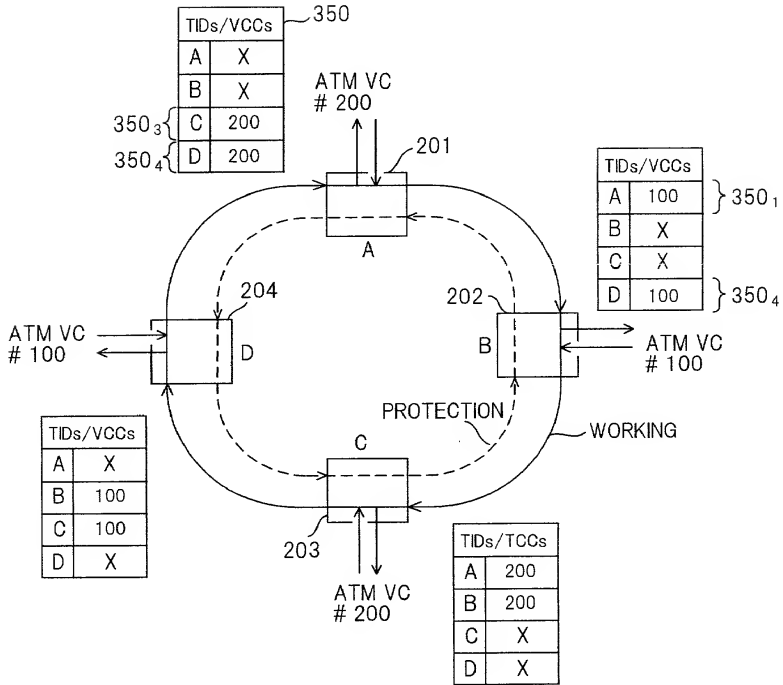 TIDs/VCCs
350
A X
B X
C 200
D 200
350₃
350₄
ATM VC
# 200
201
A
TIDs/VCCs
A 100
B X
C X
D 100
350₁
350₄
204
D
ATM VC
# 100
202
B
ATM VC
# 100
PROTECTION
WORKING
C
203
ATM VC
# 200
TIDs/VCCs
A X
B 100
C 100
D X
TIDs/TCCs
A 200
B 200
C X
D X